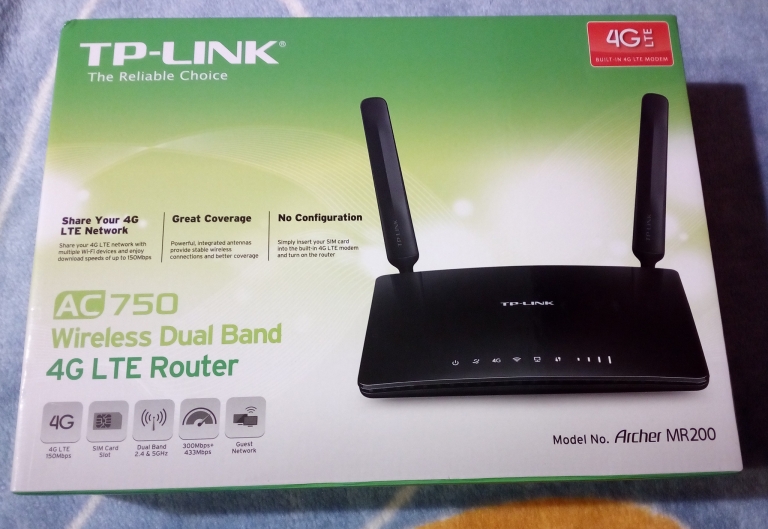 TP-LINK®
The Reliable Choice
4G LTE
BUILT-IN 4G LTE MODEM
Share Your 4G
LTE Network
Share your 4G LTE network with
multiple Wi-Fi devices and enjoy
download speeds of up to 150Mbps
Great Coverage
Powerful, integrated antennas
provide stable wireless
connections and better coverage
No Configuration
Simply insert your SIM card
into the built-in 4G LTE modem
and turn on the router
TP-LINK
TP-LINK
TP-LINK
4G
AC750
Wireless Dual Band
4G LTE Router
4G
4G LTE
150Mbps
SIM Card
Slot
Dual Band
2.4 & 5GHz
300Mbps+
433Mbps
Guest
Network
Model No. Archer MR200